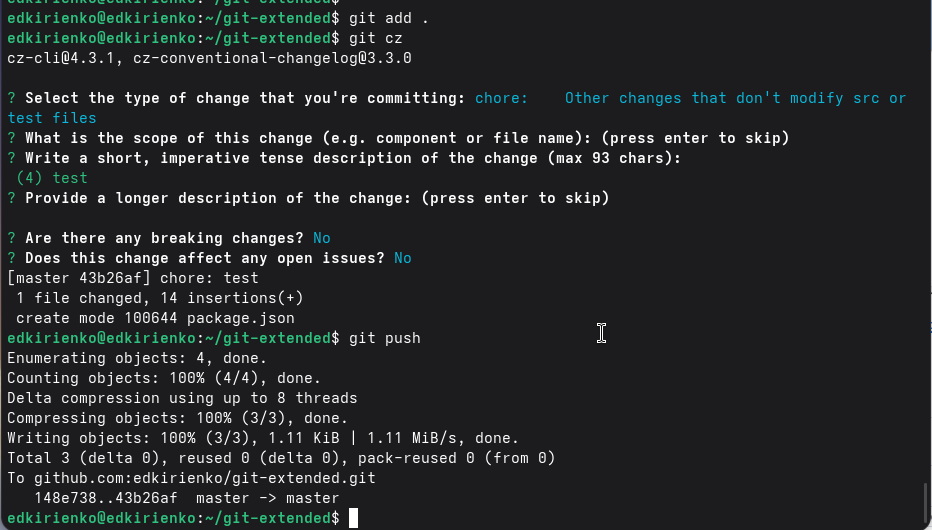 edkirienko@edkirienko:~/git-extended$ git add .
edkirienko@edkirienko:~/git-extended$ git cz
cz-cli@4.3.1, cz-conventional-changelog@3.3.0
? Select the type of change that you're committing: chore:    Other changes that don't modify src or
test files
? What is the scope of this change (e.g. component or file name): (press enter to skip)
? Write a short, imperative tense description of the change (max 93 chars):
 (4) test
? Provide a longer description of the change: (press enter to skip)
? Are there any breaking changes? No
? Does this change affect any open issues? No
[master 43b26af] chore: test
 1 file changed, 14 insertions(+)
 create mode 100644 package.json
edkirienko@edkirienko:~/git-extended$ git push
Enumerating objects: 4, done.
Counting objects: 100% (4/4), done.
Delta compression using up to 8 threads
Compressing objects: 100% (3/3), done.
Writing objects: 100% (3/3), 1.11 KiB | 1.11 MiB/s, done.
Total 3 (delta 0), reused 0 (delta 0), pack-reused 0 (from 0)
To github.com:edkirienko/git-extended.git
   148e738..43b26af  master -> master
edkirienko@edkirienko:~/git-extended$